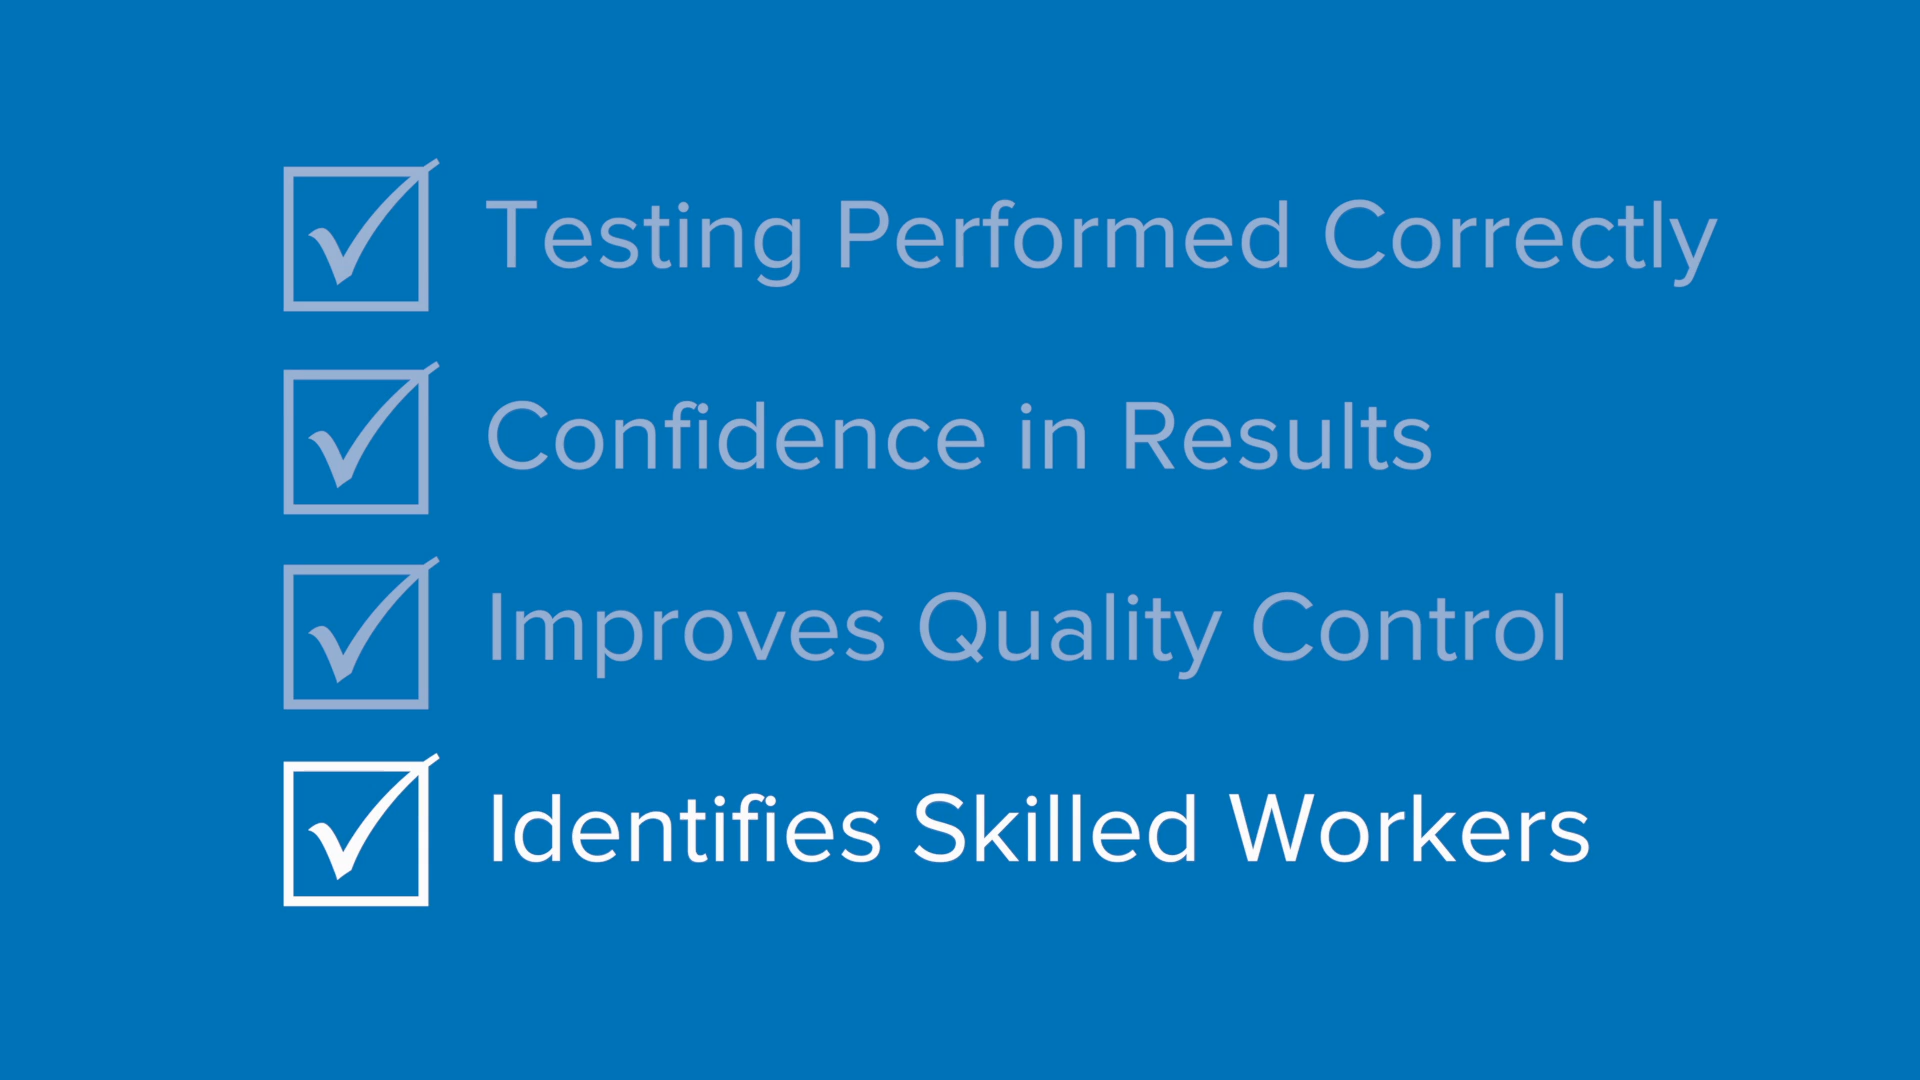 Testing Performed Correctly
Confidence in Results
Improves Quality Control
Identifies Skilled Workers